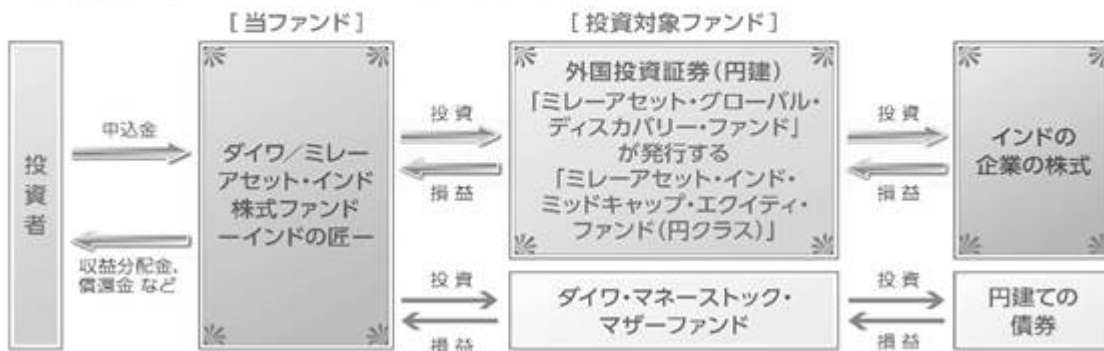 [当ファンド]
[投資対象ファンド]
投資者
申込金
収益分配金、
償還金 など
ダイワ/ミレー
アセット・インド
株式ファンド
ーインドの匠ー
投資
損益
外国投資証券(円建)
「ミレーアセット・グローバル・
ディスカバリー・ファンド」
が発行する
「ミレーアセット・インド・
ミッドキャップ・エクイティ・
ファンド(円クラス)」
投資
損益
インドの
企業の株式
投資
損益
ダイワ・マネーストック・
マザーファンド
投資
損益
円建ての
債券